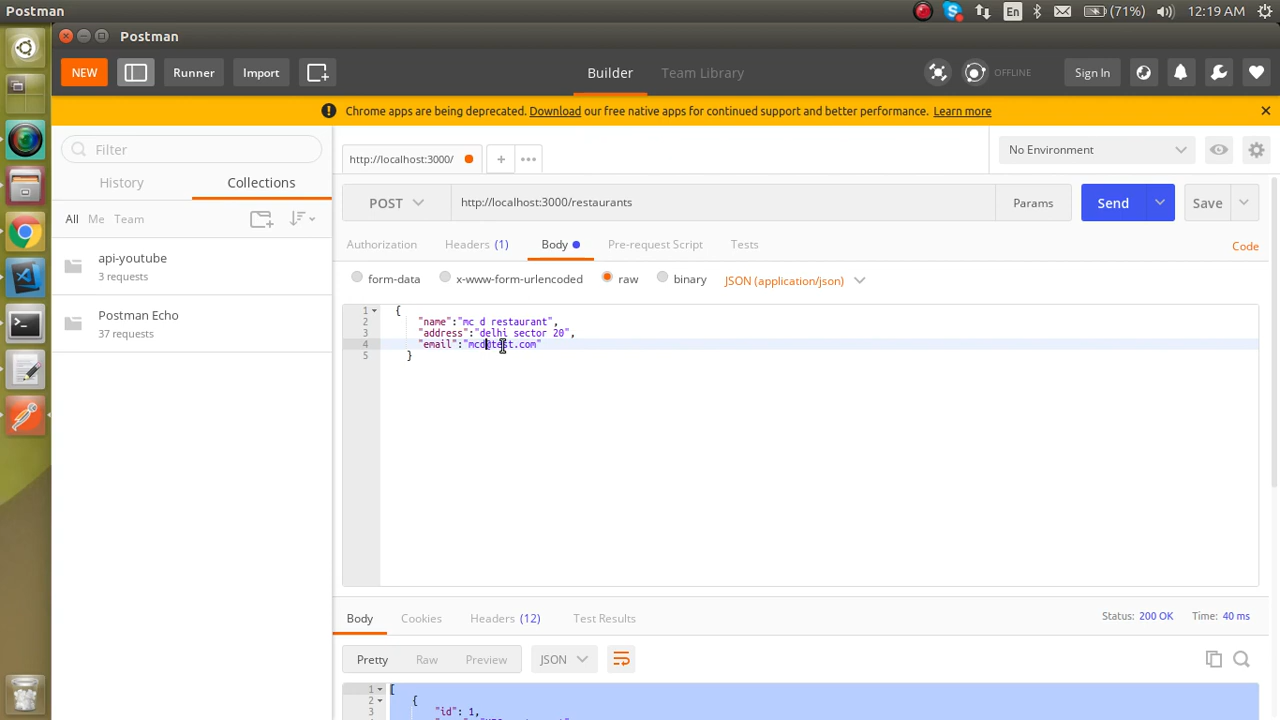 Postman
En
(71%)
12:19 AM
Postman
NEW
Runner
Import
Builder
Team Library
OFFLINE
Sign In
Chrome apps are being deprecated. Download our free native apps for continued support and better performance. Learn more
Filter
History
Collections
All Me Team
api-youtube
3 requests
Postman Echo
37 requests
http://localhost:3000/
No Environment
POST
http://localhost:3000/restaurants
Params
Send
Save
Authorization
Headers (1)
Body
Pre-request Script
Tests
Code
form-data
x-www-form-urlencoded
raw
binary
JSON (application/json)
1 {
2 "name":"mc d restaurant",
3 "address":"delhi sector 20",
4 "email":"mcd@test.com"
5 }
Body
Cookies
Headers (12)
Test Results
Status: 200 OK
Time: 40 ms
Pretty
Raw
Preview
JSON
1 [
2 {
3 "id": 1,